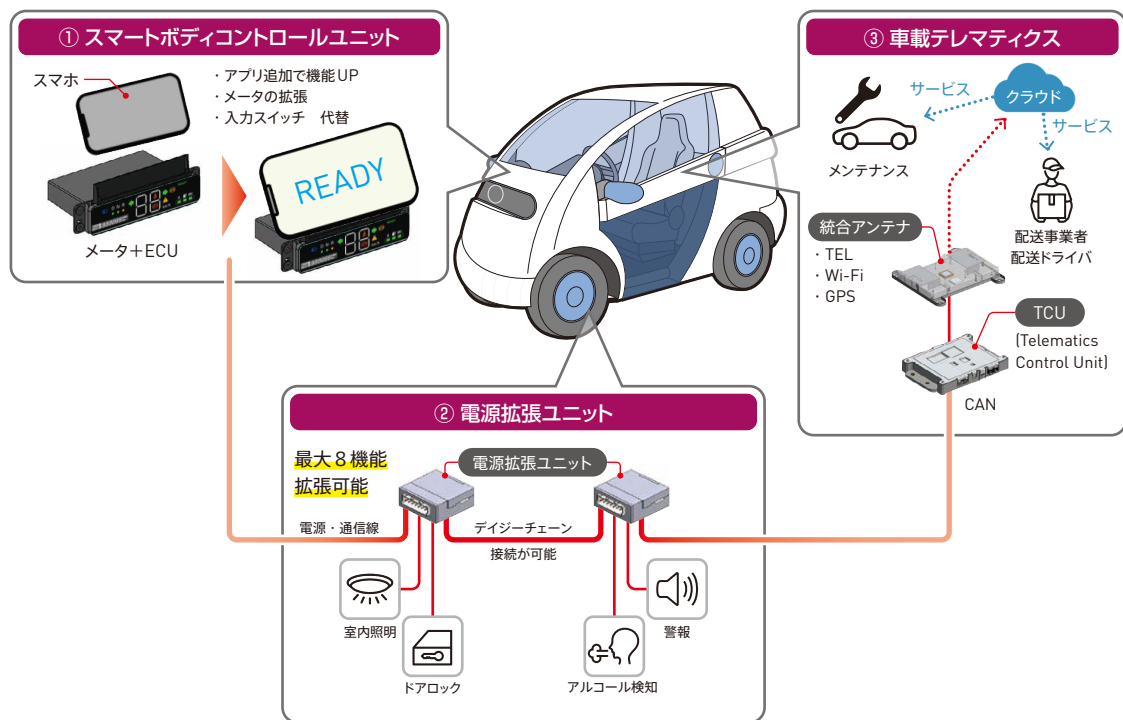 ① スマートボディコントロールユニット
スマホ
・アプリ追加で機能UP
・メータの拡張
・入力スイッチ 代替
READY
メータ＋ECU
③ 車載テレマティクス
サービス
クラウド
サービス
メンテナンス
配送事業者
配送ドライバ
統合アンテナ
・TEL
・Wi-Fi
・GPS
TCU
(Telematics
Control Unit)
CAN
② 電源拡張ユニット
最大８機能
拡張可能
電源拡張ユニット
電源・通信線
デイジーチェーン
接続が可能
室内照明
ドアロック
アルコール検知
警報